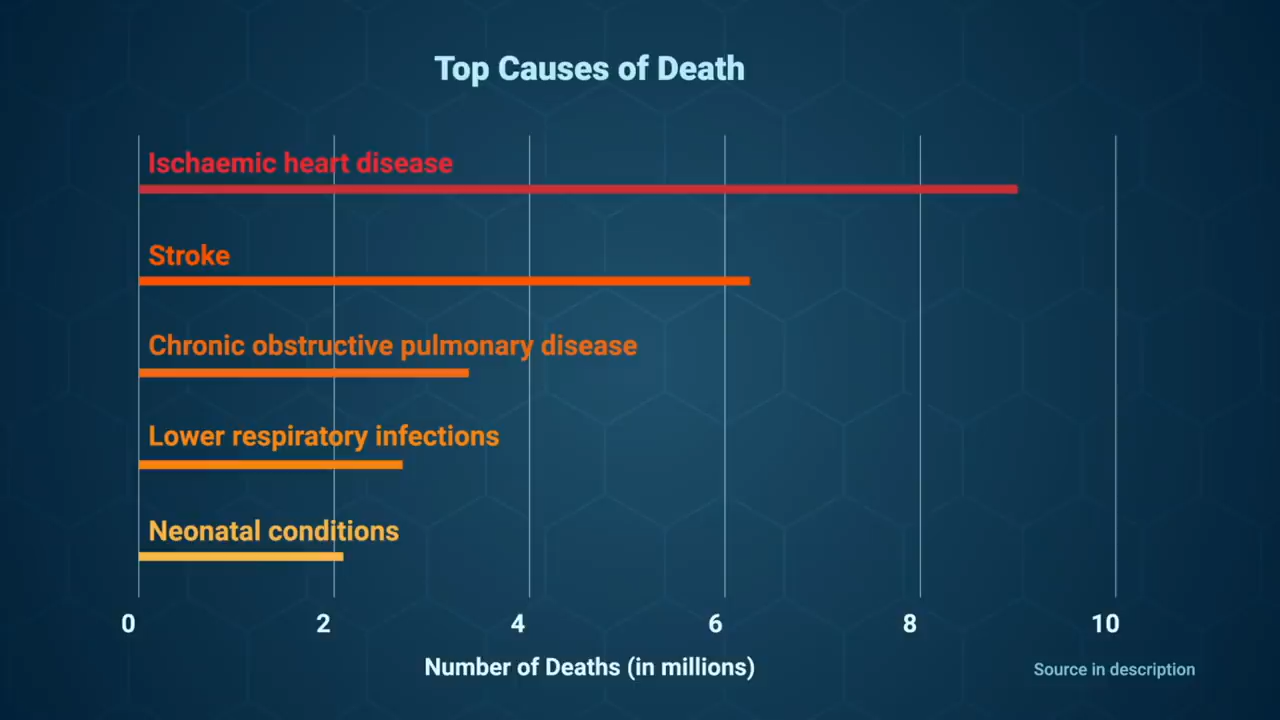 Top Causes of Death
Ischaemic heart disease
Stroke
Chronic obstructive pulmonary disease
Lower respiratory infections
Neonatal conditions
0 2 4 6 8 10
Number of Deaths (in millions)
Source in description